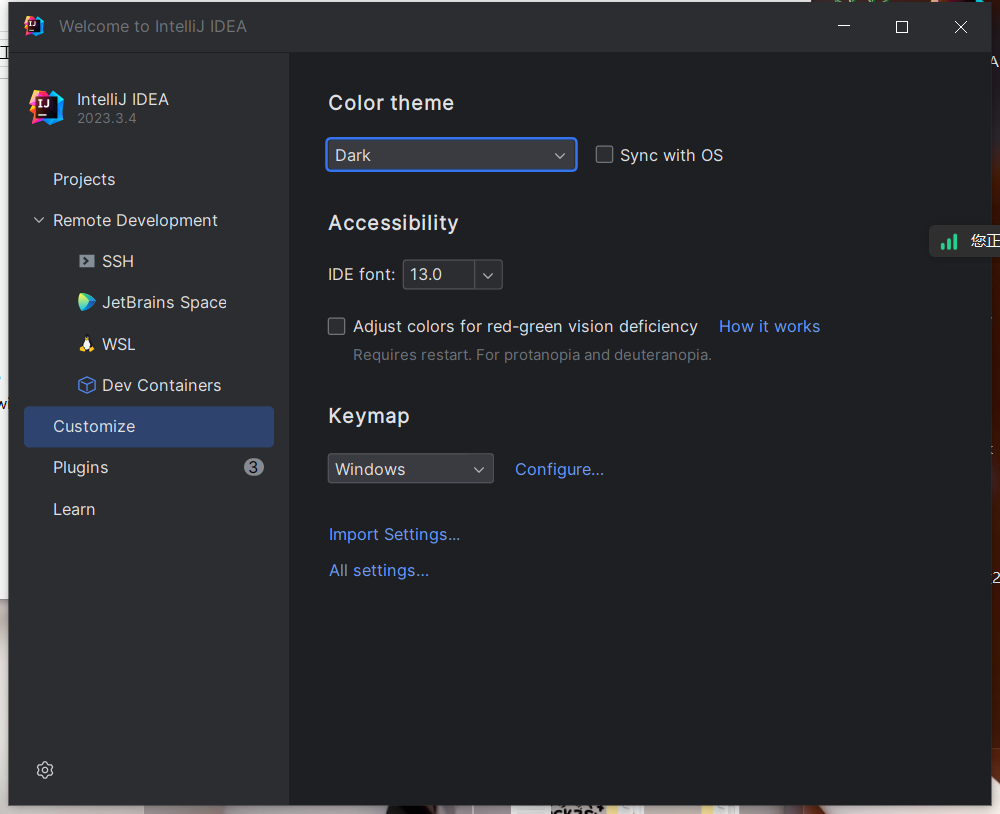 Welcome to IntelliJ IDEA
IntelliJ IDEA
2023.3.4
Projects
Remote Development
SSH
JetBrains Space
WSL
Dev Containers
Customize
Plugins 3
Learn
Color theme
Dark Sync with OS
Accessibility
IDE font: 13.0
Adjust colors for red-green vision deficiency How it works
Requires restart. For protanopia and deuteranopia.
Keymap
Windows Configure...
Import Settings...
All settings...
您正